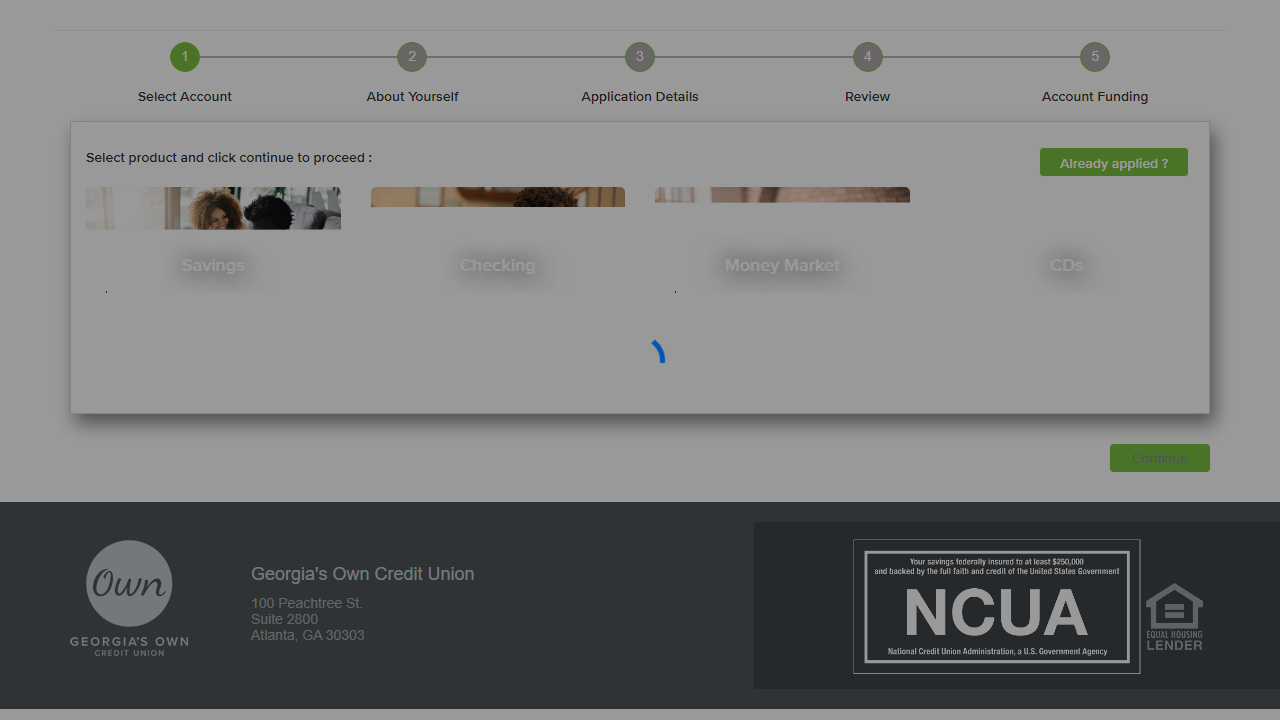 1
2
3
4
5
Select Account
About Yourself
Application Details
Review
Account Funding
Select product and click continue to proceed :
Already applied ?
Savings
Checking
Money Market
CDs
Continue
Own
GEORGIA'S OWN
CREDIT UNION
Georgia's Own Credit Union
100 Peachtree St.
Suite 2800
Atlanta, GA 30303
Your savings federally insured to at least $250,000
and backed by the full faith and credit of the United States Government
NCUA
National Credit Union Administration, a U.S. Government Agency
EQUAL HOUSING
LENDER